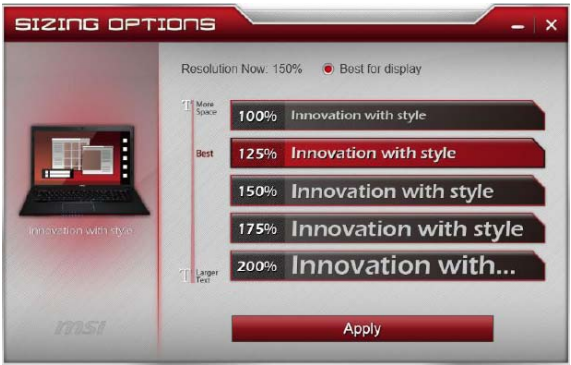 SIZING OPTIONS
Resolution Now: 150% Best for display
T More Space
100% Innovation with style
Best
125% Innovation with style
150% Innovation with style
175% Innovation with style
200% Innovation with...
T Larger Text
innovation with style
msi
Apply